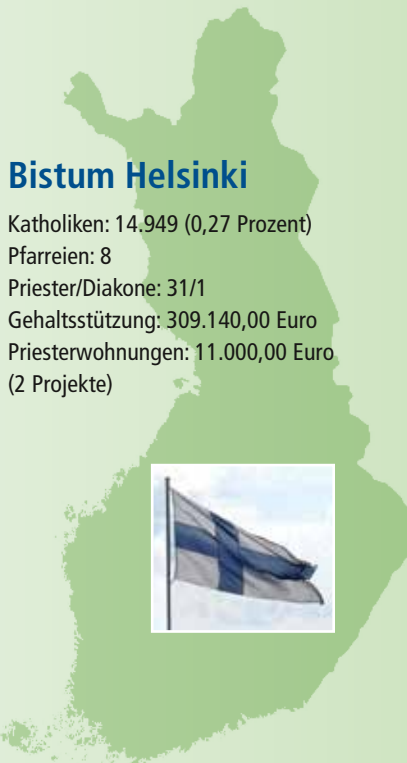 Bistum Helsinki
Katholiken: 14.949 (0,27 Prozent)
Pfarreien: 8
Priester/Diakone: 31/1
Gehaltsstützung: 309.140,00 Euro
Priesterwohnungen: 11.000,00 Euro
(2 Projekte)